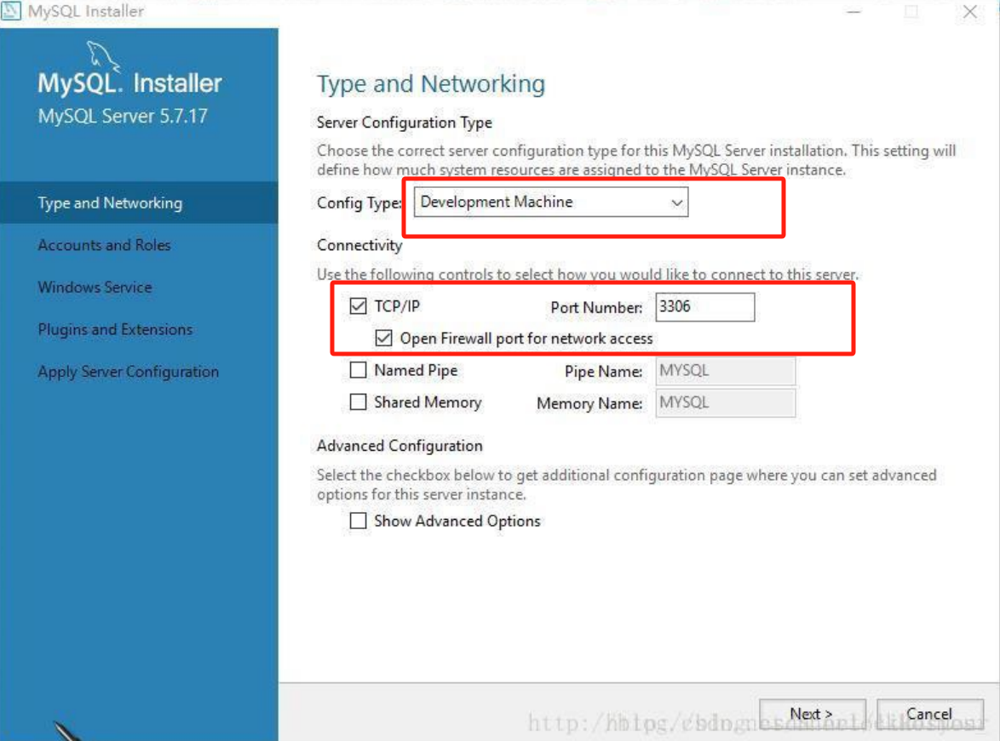 MySQL Installer
MySQL. Installer
MySQL Server 5.7.17
Type and Networking
Accounts and Roles
Windows Service
Plugins and Extensions
Apply Server Configuration
Type and Networking
Server Configuration Type
Choose the correct server configuration type for this MySQL Server installation. This setting will
define how much system resources are assigned to the MySQL Server instance.
Config Type: Development Machine
Connectivity
Use the following controls to select how you would like to connect to this server.
TCP/IP Port Number: 3306
Open Firewall port for network access
Named Pipe Pipe Name: MYSQL
Shared Memory Memory Name: MYSQL
Advanced Configuration
Select the checkbox below to get additional configuration page where you can set advanced
options for this server instance.
Show Advanced Options
Next > Cancel